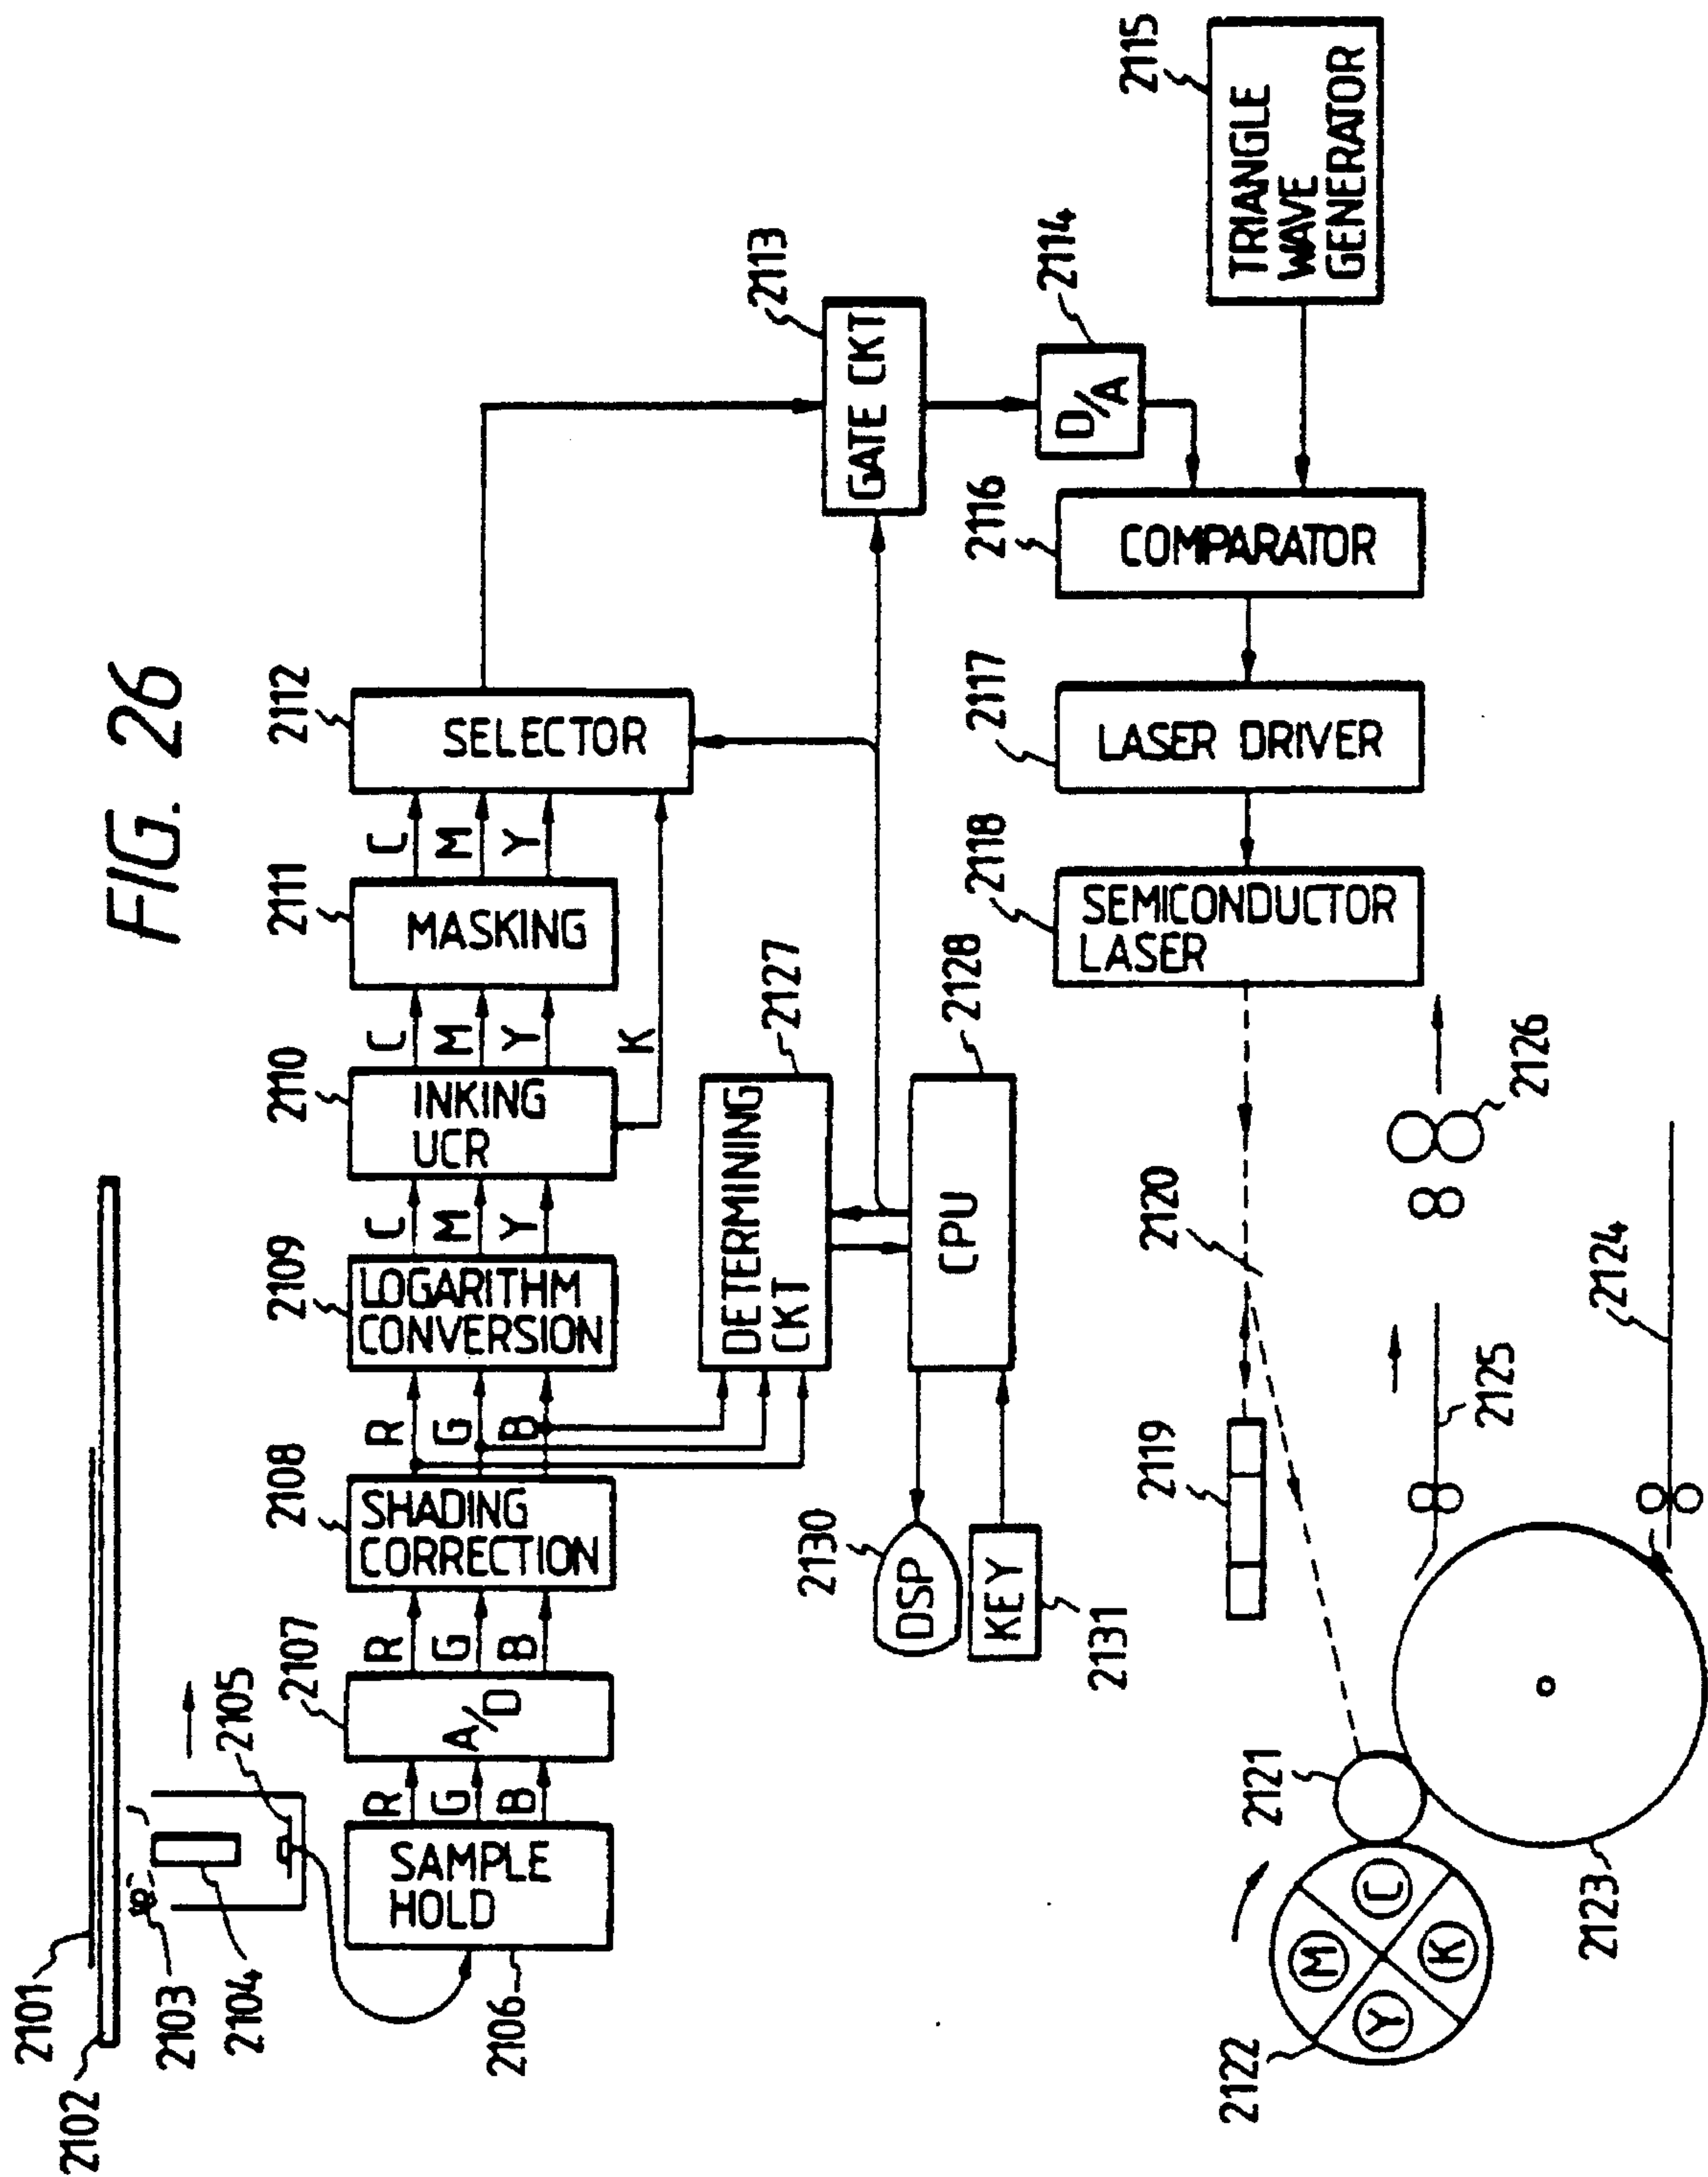 FIG. 26
2101
2102
2103
2104
2105
2106
SAMPLE
HOLD
R
G
B
2107
A/D
R
G
B
2108
SHADING
CORRECTION
R
G
B
2109
LOGARITHM
CONVERSION
C
M
Y
2110
INKING
UCR
C
M
Y
K
2111
MASKING
C
M
Y
2112
SELECTOR
2127
DETERMINING
CKT
2128
CPU
2130
DSP
KEY
2131
2113
GATE CKT
2114
D/A
2115
TRIANGLE
WAVE
GENERATOR
2116
COMPARATOR
2117
LASER DRIVER
2118
SEMICONDUCTOR
LASER
2119
2120
2121
2122
M
C
Y
K
2123
2124
2125
2126